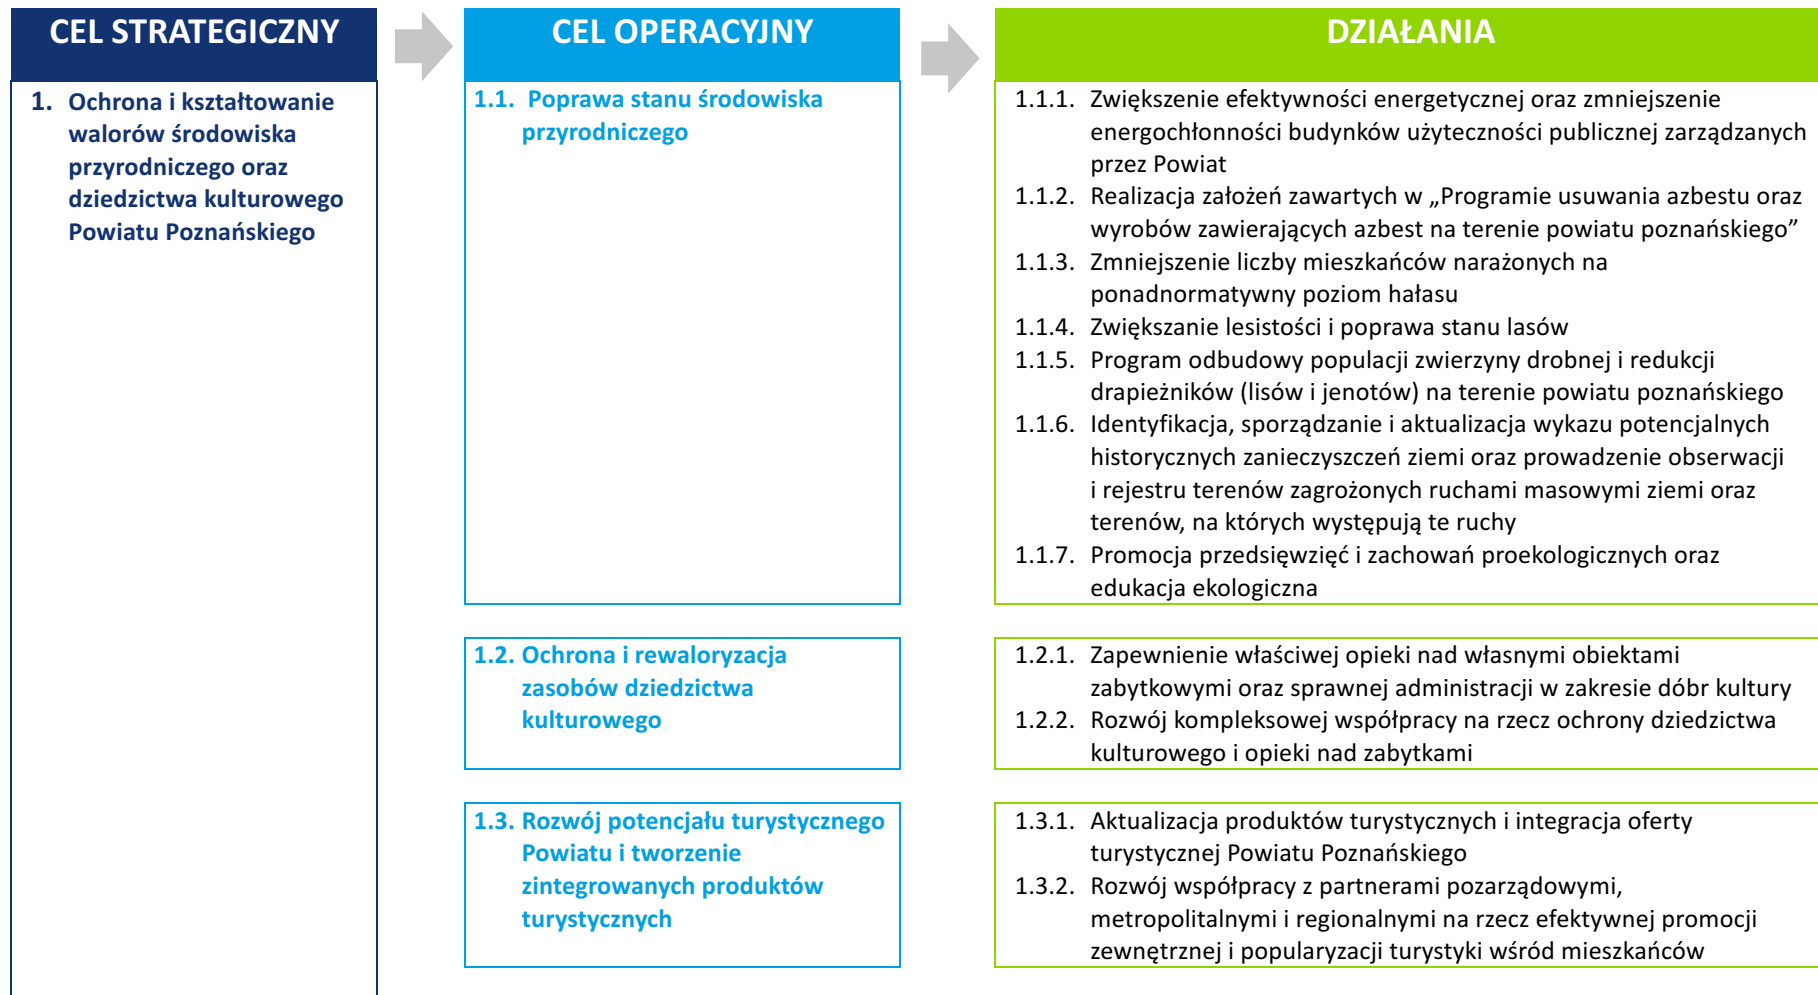 CEL STRATEGICZNY
CEL OPERACYJNY
DZIAŁANIA
1. Ochrona i kształtowanie
walorów środowiska
przyrodniczego oraz
dziedzictwa kulturowego
Powiatu Poznańskiego
1.1. Poprawa stanu środowiska
przyrodniczego
1.1.1. Zwiększenie efektywności energetycznej oraz zmniejszenie
energochłonności budynków użyteczności publicznej zarządzanych
przez Powiat
1.1.2. Realizacja założeń zawartych w „Programie usuwania azbestu oraz
wyrobów zawierających azbest na terenie powiatu poznańskiego”
1.1.3. Zmniejszenie liczby mieszkańców narażonych na
ponadnormatywny poziom hałasu
1.1.4. Zwiększanie lesistości i poprawa stanu lasów
1.1.5. Program odbudowy populacji zwierzyny drobnej i redukcji
drapieżników (lisów i jenotów) na terenie powiatu poznańskiego
1.1.6. Identyfikacja, sporządzanie i aktualizacja wykazu potencjalnych
historycznych zanieczyszczeń ziemi oraz prowadzenie obserwacji
i rejestru terenów zagrożonych ruchami masowymi ziemi oraz
terenów, na których występują te ruchy
1.1.7. Promocja przedsięwzięć i zachowań proekologicznych oraz
edukacja ekologiczna
1.2. Ochrona i rewaloryzacja
zasobów dziedzictwa
kulturowego
1.2.1. Zapewnienie właściwej opieki nad własnymi obiektami
zabytkowymi oraz sprawnej administracji w zakresie dóbr kultury
1.2.2. Rozwój kompleksowej współpracy na rzecz ochrony dziedzictwa
kulturowego i opieki nad zabytkami
1.3. Rozwój potencjału turystycznego
Powiatu i tworzenie
zintegrowanych produktów
turystycznych
1.3.1. Aktualizacja produktów turystycznych i integracja oferty
turystycznej Powiatu Poznańskiego
1.3.2. Rozwój współpracy z partnerami pozarządowymi,
metropolitalnymi i regionalnymi na rzecz efektywnej promocji
zewnętrznej i popularyzacji turystyki wśród mieszkańców